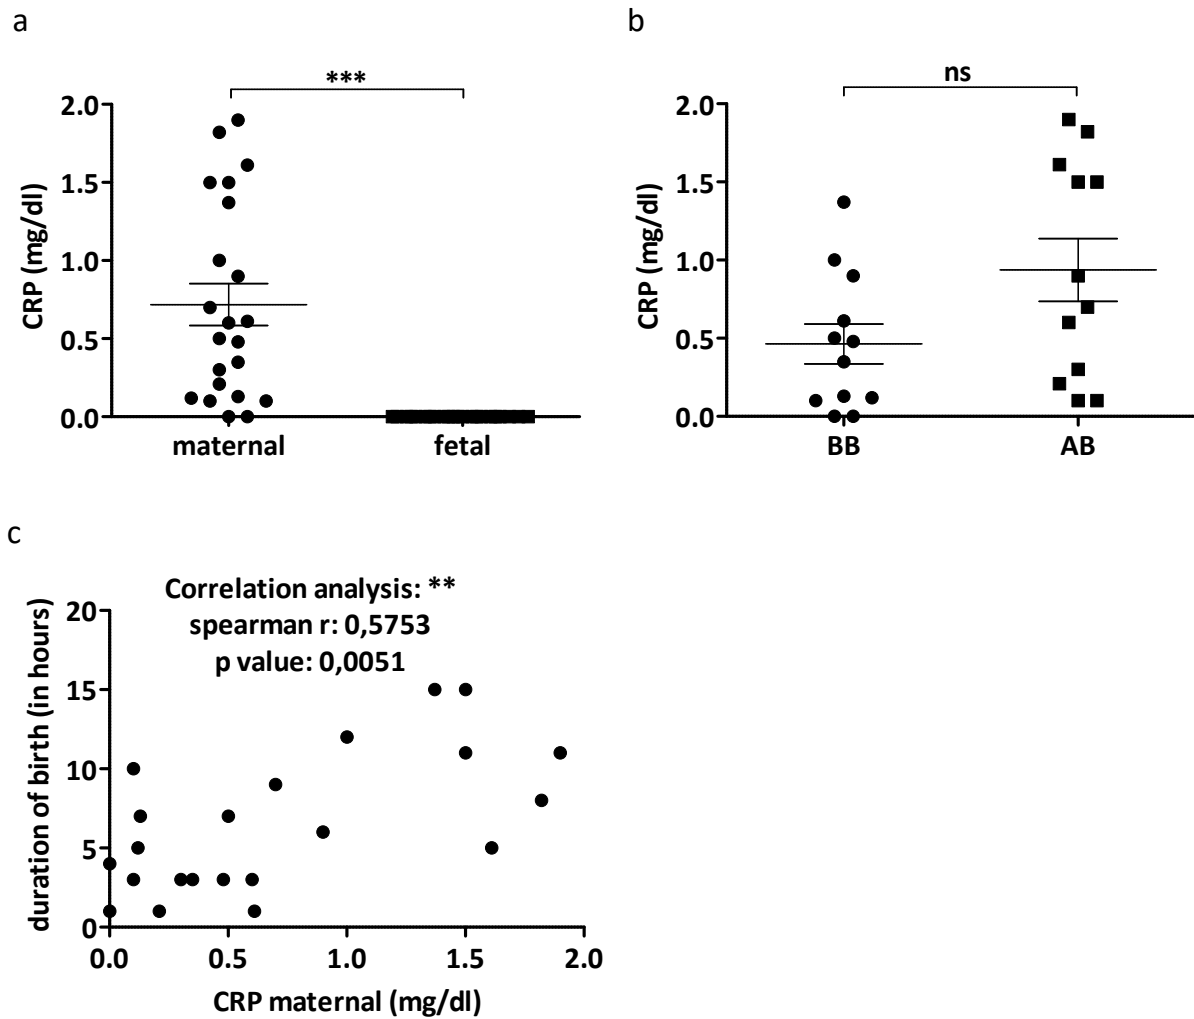 a
***
CRP (mg/dl)
2.0
1.5
1.0
0.5
0.0
maternal fetal
b
ns
CRP (mg/dl)
2.0
1.5
1.0
0.5
0.0
BB AB
c
Correlation analysis: **
spearman r: 0,5753
p value: 0,0051
duration of birth (in hours)
20
15
10
5
0
0.0 0.5 1.0 1.5 2.0
CRP maternal (mg/dl)